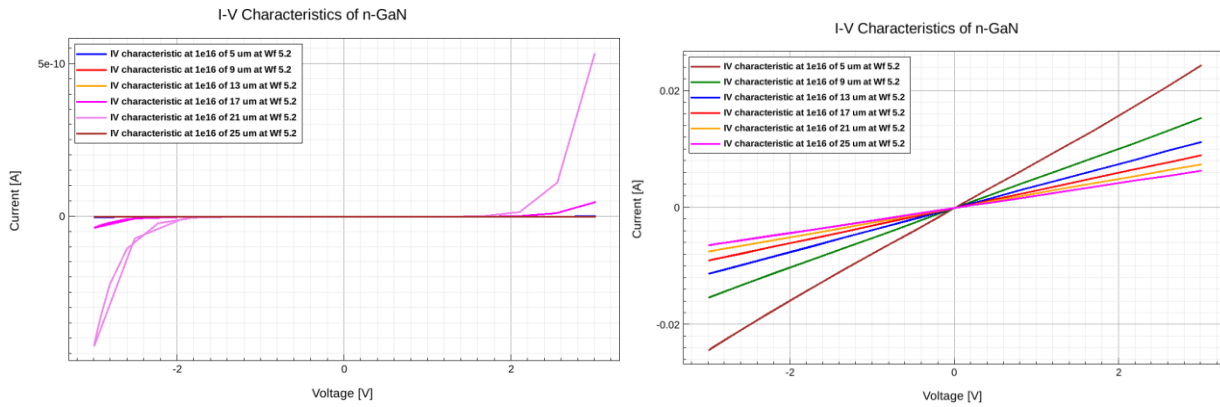 I-V Characteristics of n-GaN
IV characteristic at 1e16 of 5 um at Wf 5.2
IV characteristic at 1e16 of 9 um at Wf 5.2
IV characteristic at 1e16 of 13 um at Wf 5.2
IV characteristic at 1e16 of 17 um at Wf 5.2
IV characteristic at 1e16 of 21 um at Wf 5.2
IV characteristic at 1e16 of 25 um at Wf 5.2
5e-10
0
Current [A]
-2
0
2
Voltage [V]
I-V Characteristics of n-GaN
IV characteristic at 1e16 of 5 um at Wf 5.2
IV characteristic at 1e16 of 9 um at Wf 5.2
IV characteristic at 1e16 of 13 um at Wf 5.2
IV characteristic at 1e16 of 17 um at Wf 5.2
IV characteristic at 1e16 of 21 um at Wf 5.2
IV characteristic at 1e16 of 25 um at Wf 5.2
0.02
0
-0.02
Current [A]
-2
0
2
Voltage [V]